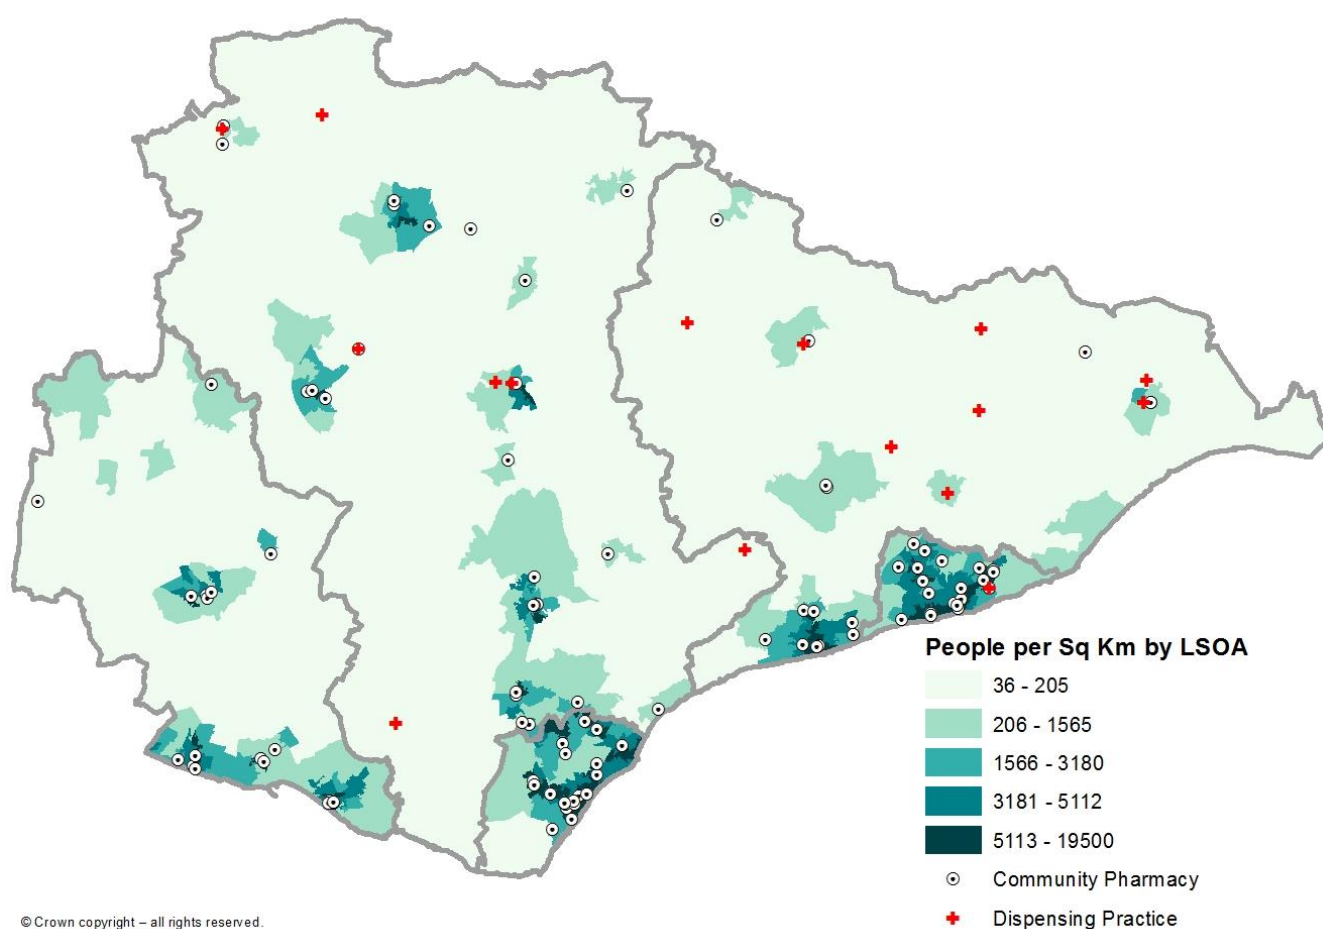 People per Sq Km by LSOA
36 - 205
206 - 1565
1566 - 3180
3181 - 5112
5113 - 19500
Community Pharmacy
Dispensing Practice
© Crown copyright – all rights reserved.